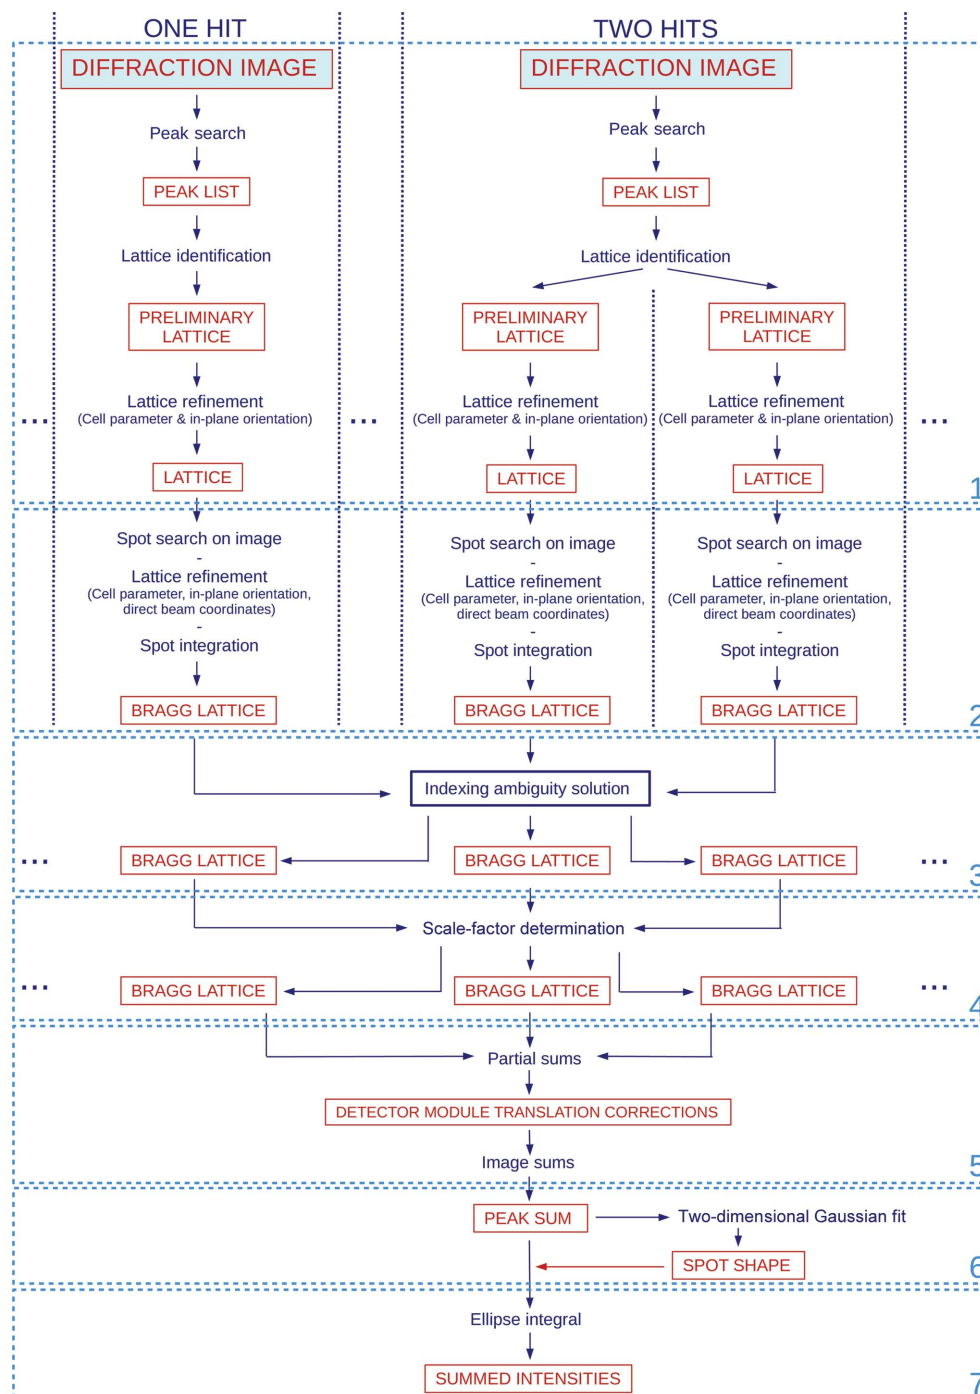 ONE HIT
TWO HITS
DIFFRACTION IMAGE
DIFFRACTION IMAGE
Peak search
Peak search
PEAK LIST
PEAK LIST
Lattice identification
Lattice identification
PRELIMINARY
LATTICE
PRELIMINARY
LATTICE
PRELIMINARY
LATTICE
Lattice refinement
(Cell parameter & in-plane orientation)
Lattice refinement
(Cell parameter & in-plane orientation)
Lattice refinement
(Cell parameter & in-plane orientation)
... ... ...
LATTICE
LATTICE
LATTICE
1
Spot search on image
-
Lattice refinement
(Cell parameter, in-plane orientation,
direct beam coordinates)
-
Spot integration
Spot search on image
-
Lattice refinement
(Cell parameter, in-plane orientation,
direct beam coordinates)
-
Spot integration
Spot search on image
-
Lattice refinement
(Cell parameter, in-plane orientation,
direct beam coordinates)
-
Spot integration
BRAGG LATTICE
BRAGG LATTICE
BRAGG LATTICE
2
Indexing ambiguity solution
... ...
BRAGG LATTICE
BRAGG LATTICE
BRAGG LATTICE
3
Scale-factor determination
... ...
BRAGG LATTICE
BRAGG LATTICE
BRAGG LATTICE
4
Partial sums
DETECTOR MODULE TRANSLATION CORRECTIONS
Image sums
5
PEAK SUM
Two-dimensional Gaussian fit
SPOT SHAPE
6
Ellipse integral
SUMMED INTENSITIES
7